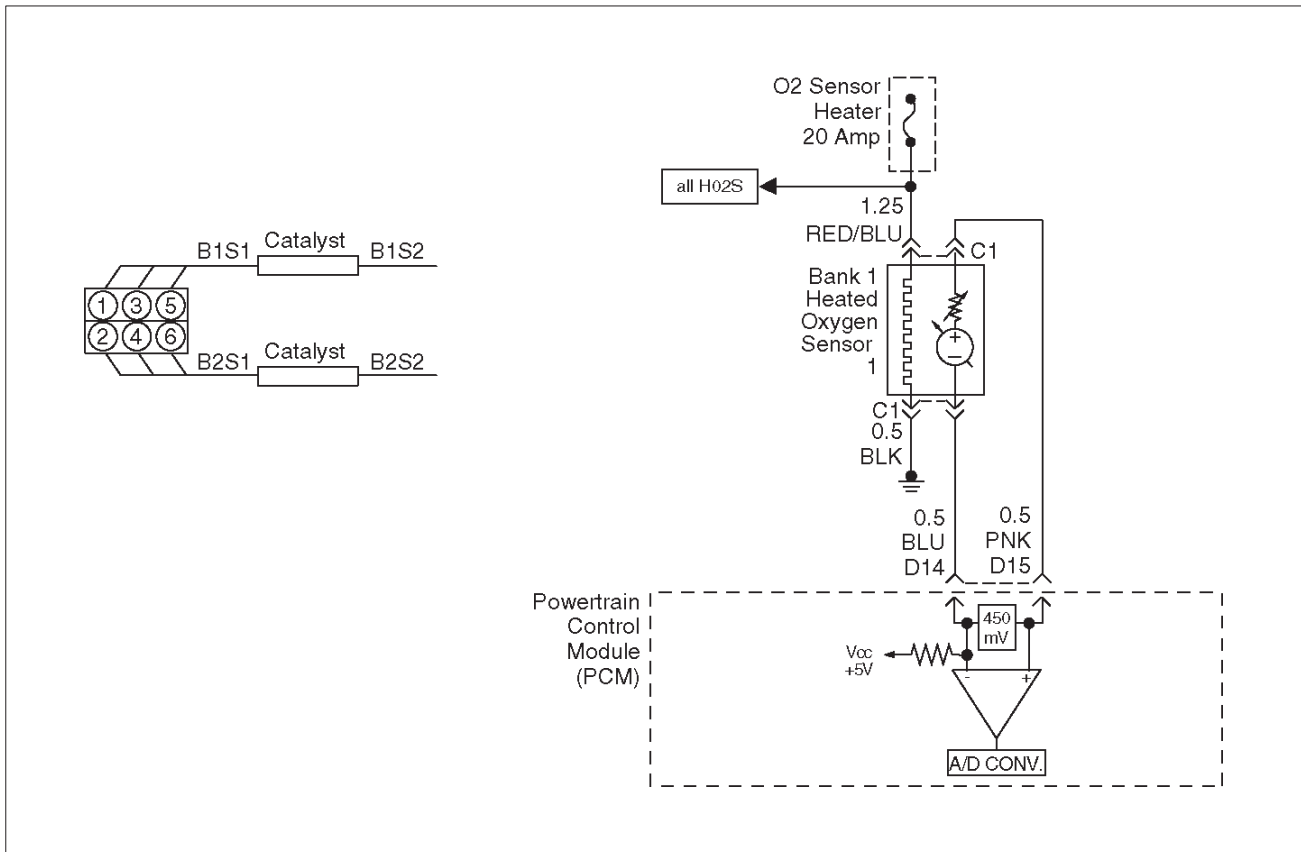 O2 Sensor
Heater
20 Amp
all H02S
1.25
RED/BLU
C1
Bank 1
Heated
Oxygen
Sensor
1
+
−
C1
0.5
BLK
B1S1
Catalyst
B1S2
1
3
5
2
4
6
B2S1
Catalyst
B2S2
0.5
BLU
D14
0.5
PNK
D15
Powertrain
Control
Module
(PCM)
450
mV
Vcc
+5V
-
+
A/D CONV.